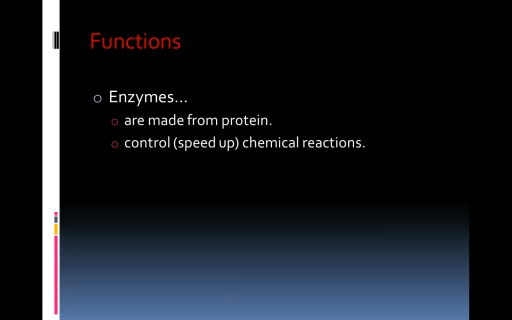 Functions
Enzymes...
are made from protein.
control (speed up) chemical reactions.